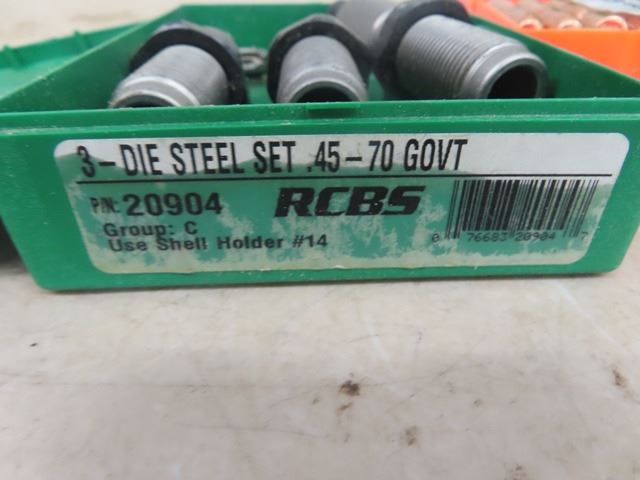 3-DIE STEEL SET .45-70 GOVT
P/N: 20904 RCBS
Group: C
Use Shell Holder #14
0 76683 20904 7